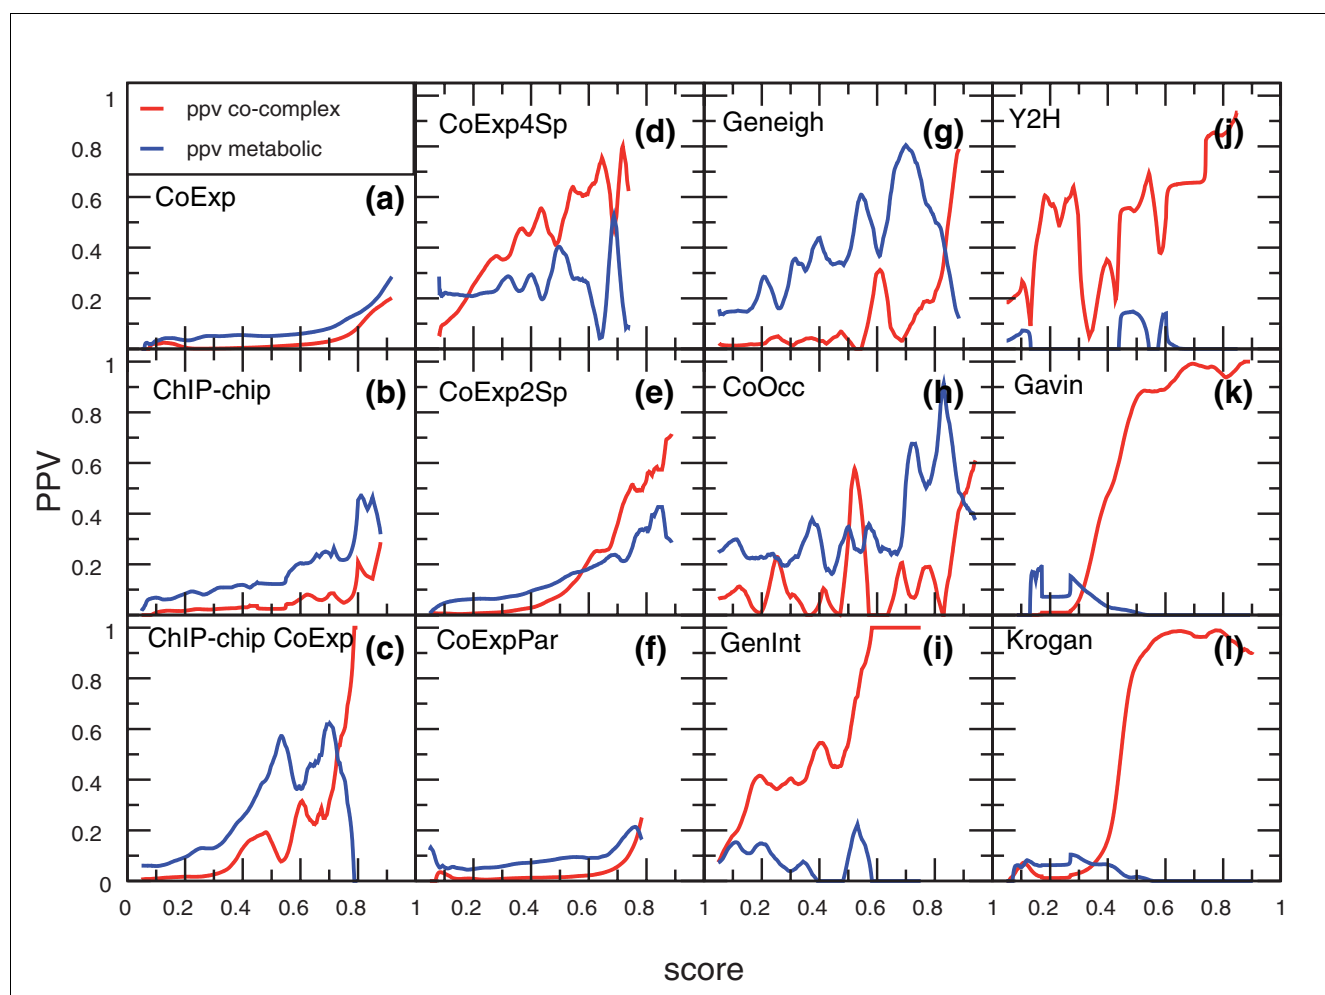 1
ppv co-complex
ppv metabolic
0.8
0.6
0.4
0.2
CoExp
(a)
CoExp4Sp
(d)
Geneigh
(g)
Y2H
(j)
1
0.8
0.6
0.4
0.2
ChIP-chip
(b)
CoExp2Sp
(e)
CoOcc
(h)
Gavin
(k)
PPV
1
0.8
0.6
0.4
0.2
0
ChIP-chip CoExp
(c)
CoExpPar
(f)
GenInt
(i)
Krogan
(l)
0 0.2 0.4 0.6 0.8 1 0.2 0.4 0.6 0.8 1 0.2 0.4 0.6 0.8 1 0.2 0.4 0.6 0.8 1
score